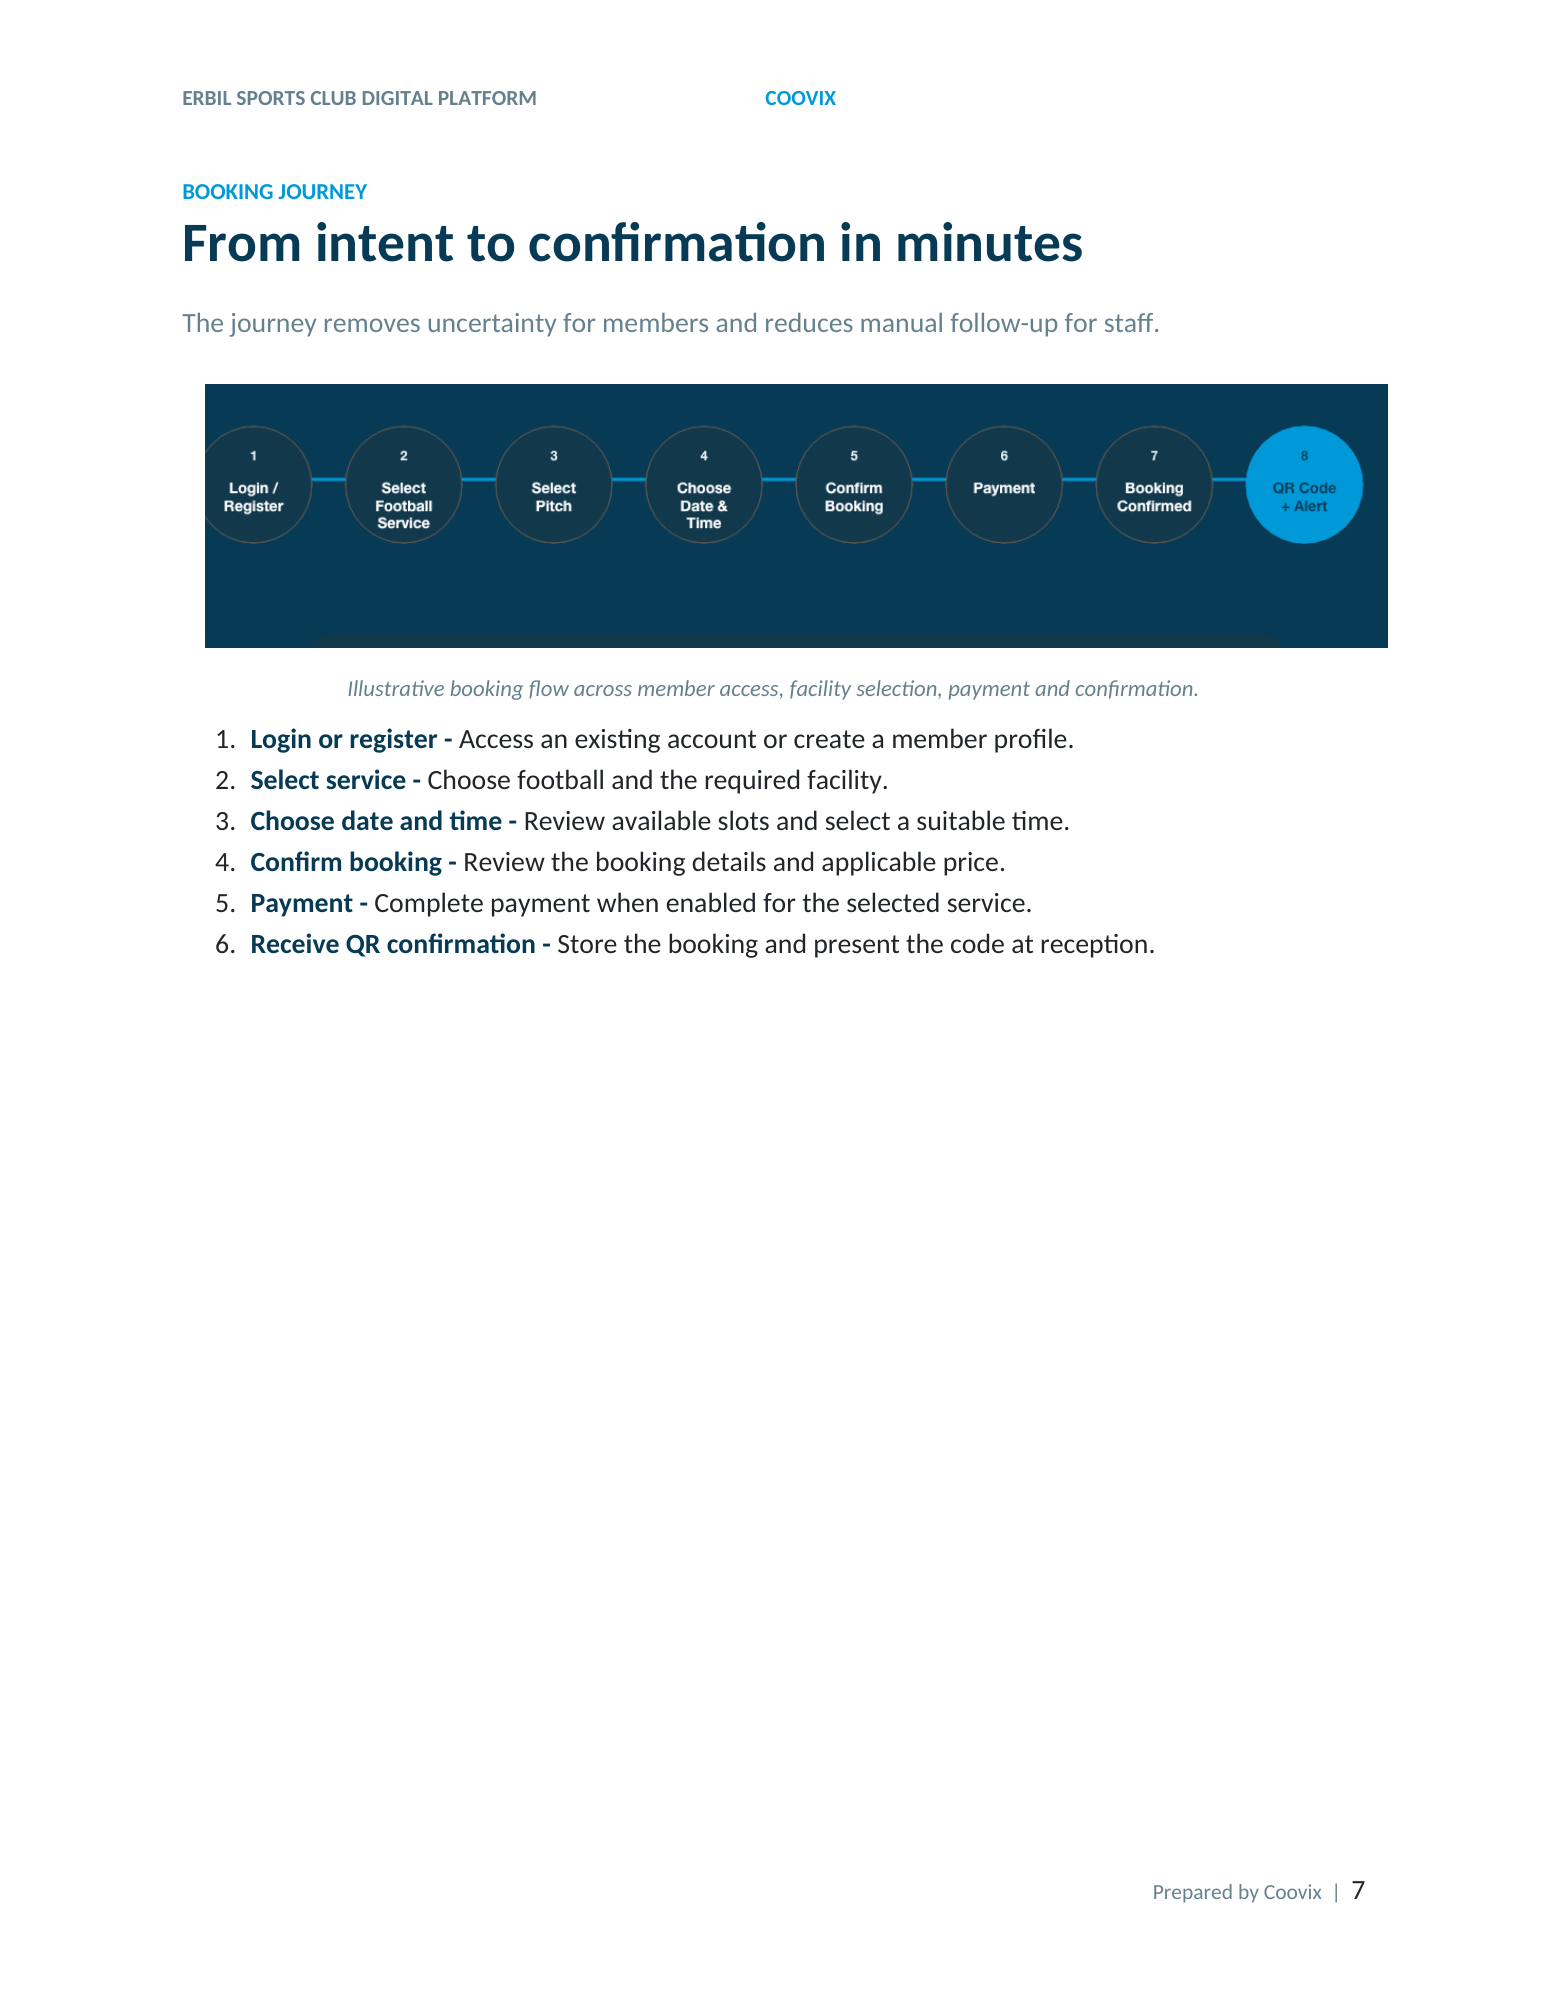 ERBIL SPORTS CLUB DIGITAL PLATFORM COOVIX
BOOKING JOURNEY
From intent to confirmation in minutes
The journey removes uncertainty for members and reduces manual follow-up for staff.
1
Login /
Register
2
Select
Football
Service
3
Select
Pitch
4
Choose
Date &
Time
5
Confirm
Booking
6
Payment
7
Booking
Confirmed
8
QR Code
+ Alert
Illustrative booking flow across member access, facility selection, payment and confirmation.
1. Login or register - Access an existing account or create a member profile.
2. Select service - Choose football and the required facility.
3. Choose date and time - Review available slots and select a suitable time.
4. Confirm booking - Review the booking details and applicable price.
5. Payment - Complete payment when enabled for the selected service.
6. Receive QR confirmation - Store the booking and present the code at reception.
Prepared by Coovix | 7